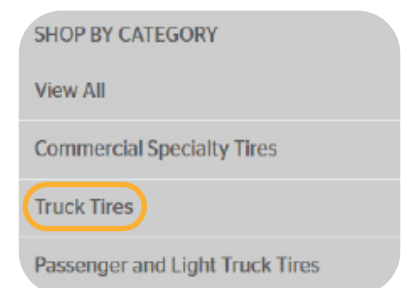 SHOP BY CATEGORY
View All
Commercial Specialty Tires
Truck Tires
Passenger and Light Truck Tires